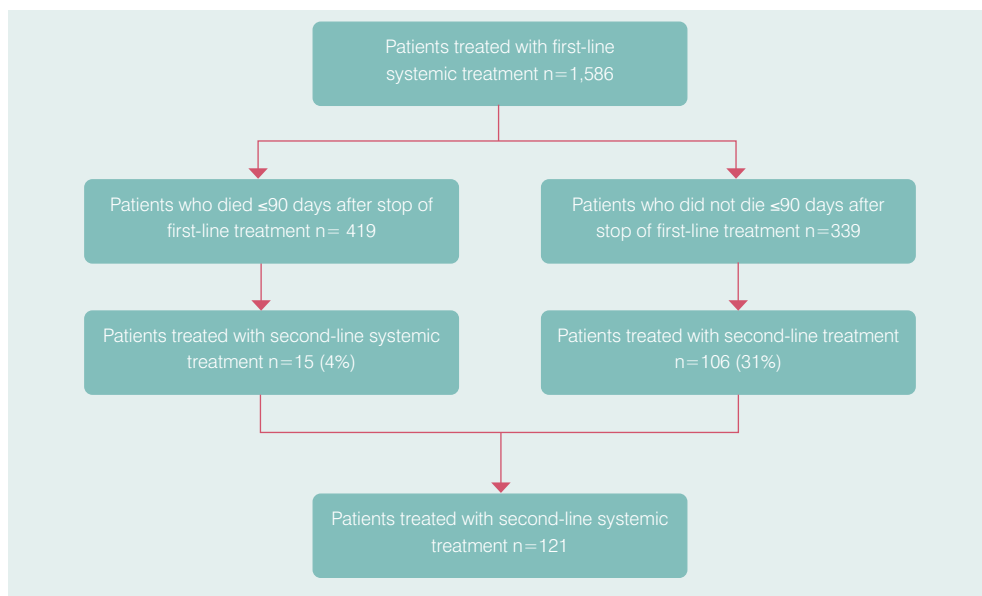 Patients treated with first-line
systemic treatment n=1,586
Patients who died ≤90 days after stop of
first-line treatment n= 419
Patients who did not die ≤90 days after
stop of first-line treatment n=339
Patients treated with second-line systemic
treatment n=15 (4%)
Patients treated with second-line treatment
n=106 (31%)
Patients treated with second-line systemic
treatment n=121